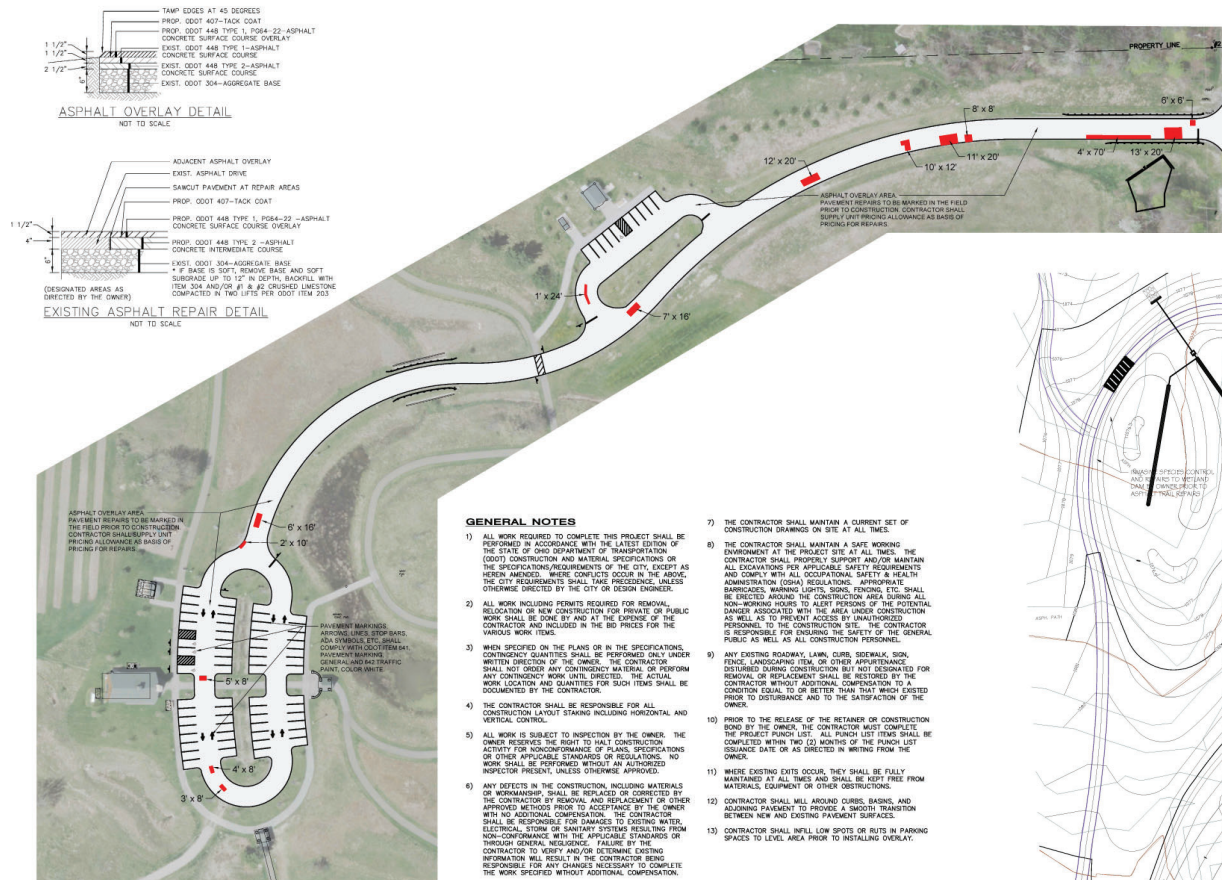 TAMP EDGES AT 45 DEGREES
PROP. ODOT 407-TACK COAT
PROP. ODOT 448 TYPE 1, PG64-22-ASPHALT
CONCRETE SURFACE COURSE OVERLAY
EXIST. ODOT 448 TYPE 1-ASPHALT
CONCRETE SURFACE COURSE
EXIST. ODOT 448 TYPE 2-ASPHALT
CONCRETE SURFACE COURSE
EXIST. ODOT 304-AGGREGATE BASE
1 1/2"
1 1/2"
2 1/2"
6"
ASPHALT OVERLAY DETAIL
NOT TO SCALE
ADJACENT ASPHALT OVERLAY
EXIST. ASPHALT DRIVE
SAWCUT PAVEMENT AT REPAIR AREAS
PROP. ODOT 407-TACK COAT
PROP. ODOT 448 TYPE 1, PG64-22 -ASPHALT
CONCRETE SURFACE COURSE OVERLAY
PROP. ODOT 448 TYPE 2 -ASPHALT
CONCRETE INTERMEDIATE COURSE
EXIST. ODOT 304-AGGREGATE BASE
* IF BASE IS SOFT, REMOVE BASE AND SOFT
SUBGRADE UP TO 12" IN DEPTH, BACKFILL WITH
ITEM 304 AND/OR #1 & #2 CRUSHED LIMESTONE
COMPACTED IN TWO LIFTS PER ODOT ITEM 203
1 1/2"
4"
6"
(DESIGNATED AREAS AS
DIRECTED BY THE OWNER)
EXISTING ASPHALT REPAIR DETAIL
NOT TO SCALE
PROPERTY LINE
6' x 6'
8' x 8'
4' x 70'
13' x 20'
11' x 20'
10' x 12'
12' x 20'
ASPHALT OVERLAY AREA.
PAVEMENT REPAIRS TO BE MARKED IN THE FIELD
PRIOR TO CONSTRUCTION. CONTRACTOR SHALL
SUPPLY UNIT PRICING ALLOWANCE AS BASIS OF
PRICING FOR REPAIRS.
1' x 24'
7' x 16'
ASPHALT OVERLAY AREA.
PAVEMENT REPAIRS TO BE MARKED IN
THE FIELD PRIOR TO CONSTRUCTION.
CONTRACTOR SHALL SUPPLY UNIT
PRICING ALLOWANCE AS BASIS OF
PRICING FOR REPAIRS.
6' x 16'
2' x 10'
PAVEMENT MARKINGS,
ARROWS, LINES, STOP BARS,
ADA SYMBOLS, ETC. SHALL
COMPLY WITH ODOT ITEM 641,
PAVEMENT MARKING -
GENERAL AND 642 TRAFFIC
PAINT, COLOR WHITE.
5' x 8'
4' x 8'
3' x 8'
GENERAL NOTES
1) ALL WORK REQUIRED TO COMPLETE THIS PROJECT SHALL BE
PERFORMED IN ACCORDANCE WITH THE LATEST EDITION OF
THE STATE OF OHIO DEPARTMENT OF TRANSPORTATION
(ODOT) CONSTRUCTION AND MATERIAL SPECIFICATIONS OR
THE SPECIFICATIONS/REQUIREMENTS OF THE CITY, EXCEPT AS
HEREIN AMENDED. WHERE CONFLICTS OCCUR IN THE ABOVE,
THE CITY REQUIREMENTS SHALL TAKE PRECEDENCE, UNLESS
OTHERWISE DIRECTED BY THE CITY OR DESIGN ENGINEER.
2) ALL WORK INCLUDING PERMITS REQUIRED FOR REMOVAL,
RELOCATION OR NEW CONSTRUCTION FOR PRIVATE OR PUBLIC
WORK SHALL BE DONE BY AND AT THE EXPENSE OF THE
CONTRACTOR AND INCLUDED IN THE BID PRICES FOR THE
VARIOUS WORK ITEMS.
3) WHEN SPECIFIED ON THE PLANS OR IN THE SPECIFICATIONS,
CONTINGENCY QUANTITIES SHALL BE PERFORMED ONLY UNDER
WRITTEN DIRECTION OF THE OWNER. THE CONTRACTOR
SHALL NOT ORDER ANY CONTINGENCY MATERIAL OR PERFORM
ANY CONTINGENCY WORK UNTIL DIRECTED. THE ACTUAL
WORK LOCATION AND QUANTITIES FOR SUCH ITEMS SHALL BE
DOCUMENTED BY THE CONTRACTOR.
4) THE CONTRACTOR SHALL BE RESPONSIBLE FOR ALL
CONSTRUCTION LAYOUT STAKING INCLUDING HORIZONTAL AND
VERTICAL CONTROL.
5) ALL WORK IS SUBJECT TO INSPECTION BY THE OWNER. THE
OWNER RESERVES THE RIGHT TO HALT CONSTRUCTION
ACTIVITY FOR NONCONFORMANCE OF PLANS, SPECIFICATIONS
OR OTHER APPLICABLE STANDARDS OR REGULATIONS. NO
WORK SHALL BE PERFORMED WITHOUT AN AUTHORIZED
INSPECTOR PRESENT, UNLESS OTHERWISE APPROVED.
6) ANY DEFECTS IN THE CONSTRUCTION, INCLUDING MATERIALS
OR WORKMANSHIP, SHALL BE REPLACED OR CORRECTED BY
THE CONTRACTOR BY REMOVAL AND REPLACEMENT OR OTHER
APPROVED METHODS PRIOR TO ACCEPTANCE BY THE OWNER
WITH NO ADDITIONAL COMPENSATION. THE CONTRACTOR
SHALL BE RESPONSIBLE FOR DAMAGES TO EXISTING WATER,
ELECTRICAL, STORM OR SANITARY SYSTEMS RESULTING FROM
NON-CONFORMANCE WITH THE APPLICABLE STANDARDS OR
THROUGH GENERAL NEGLIGENCE. FAILURE BY THE
CONTRACTOR TO VERIFY AND/OR DETERMINE EXISTING
INFORMATION WILL RESULT IN THE CONTRACTOR BEING
RESPONSIBLE FOR ANY CHANGES NECESSARY TO COMPLETE
THE WORK SPECIFIED WITHOUT ADDITIONAL COMPENSATION.
7) THE CONTRACTOR SHALL MAINTAIN A CURRENT SET OF
CONSTRUCTION DRAWINGS ON SITE AT ALL TIMES.
8) THE CONTRACTOR SHALL MAINTAIN A SAFE WORKING
ENVIRONMENT AT THE PROJECT SITE AT ALL TIMES. THE
CONTRACTOR SHALL PROPERLY SUPPORT AND/OR MAINTAIN
ALL EXCAVATIONS PER APPLICABLE SAFETY REQUIREMENTS
AND COMPLY WITH ALL OCCUPATIONAL SAFETY & HEALTH
ADMINISTRATION (OSHA) REGULATIONS. APPROPRIATE
BARRICADES, WARNING LIGHTS, SIGNS, FENCING, ETC. SHALL
BE ERECTED AROUND THE CONSTRUCTION AREA DURING ALL
NON-WORKING HOURS TO ALERT PERSONS OF THE POTENTIAL
DANGER ASSOCIATED WITH THE AREA UNDER CONSTRUCTION
AS WELL AS TO PREVENT ACCESS BY UNAUTHORIZED
PERSONNEL TO THE CONSTRUCTION SITE. THE CONTRACTOR
IS RESPONSIBLE FOR ENSURING THE SAFETY OF THE GENERAL
PUBLIC AS WELL AS ALL CONSTRUCTION PERSONNEL.
9) ANY EXISTING ROADWAY, LAWN, CURB, SIDEWALK, SIGN,
FENCE, LANDSCAPING ITEM, OR OTHER APPURTENANCE
DISTURBED DURING CONSTRUCTION BUT NOT DESIGNATED FOR
REMOVAL OR REPLACEMENT SHALL BE RESTORED BY THE
CONTRACTOR WITHOUT ADDITIONAL COMPENSATION TO A
CONDITION EQUAL TO OR BETTER THAN THAT WHICH EXISTED
PRIOR TO DISTURBANCE AND TO THE SATISFACTION OF THE
OWNER.
10) PRIOR TO THE RELEASE OF THE RETAINER OR CONSTRUCTION
BOND BY THE OWNER, THE CONTRACTOR MUST COMPLETE
THE PROJECT PUNCH LIST. ALL PUNCH LIST ITEMS SHALL BE
COMPLETED WITHIN TWO (2) MONTHS OF THE PUNCH LIST
ISSUANCE DATE OR AS DIRECTED IN WRITING FROM THE
OWNER.
11) WHERE EXISTING EXITS OCCUR, THEY SHALL BE FULLY
MAINTAINED AT ALL TIMES AND SHALL BE KEPT FREE FROM
MATERIALS, EQUIPMENT OR OTHER OBSTRUCTIONS.
12) CONTRACTOR SHALL MILL AROUND CURBS, BASINS, AND
ADJOINING PAVEMENT TO PROVIDE A SMOOTH TRANSITION
BETWEEN NEW AND EXISTING PAVEMENT SURFACES.
13) CONTRACTOR SHALL INFILL LOW SPOTS OR RUTS IN PARKING
SPACES TO LEVEL AREA PRIOR TO INSTALLING OVERLAY.
INVASIVE SPECIES CONTROL
AND REPAIRS TO WETLAND
DAM BY OWNER PRIOR TO
ASPHALT TRAIL REPAIRS
ASPH. PATH